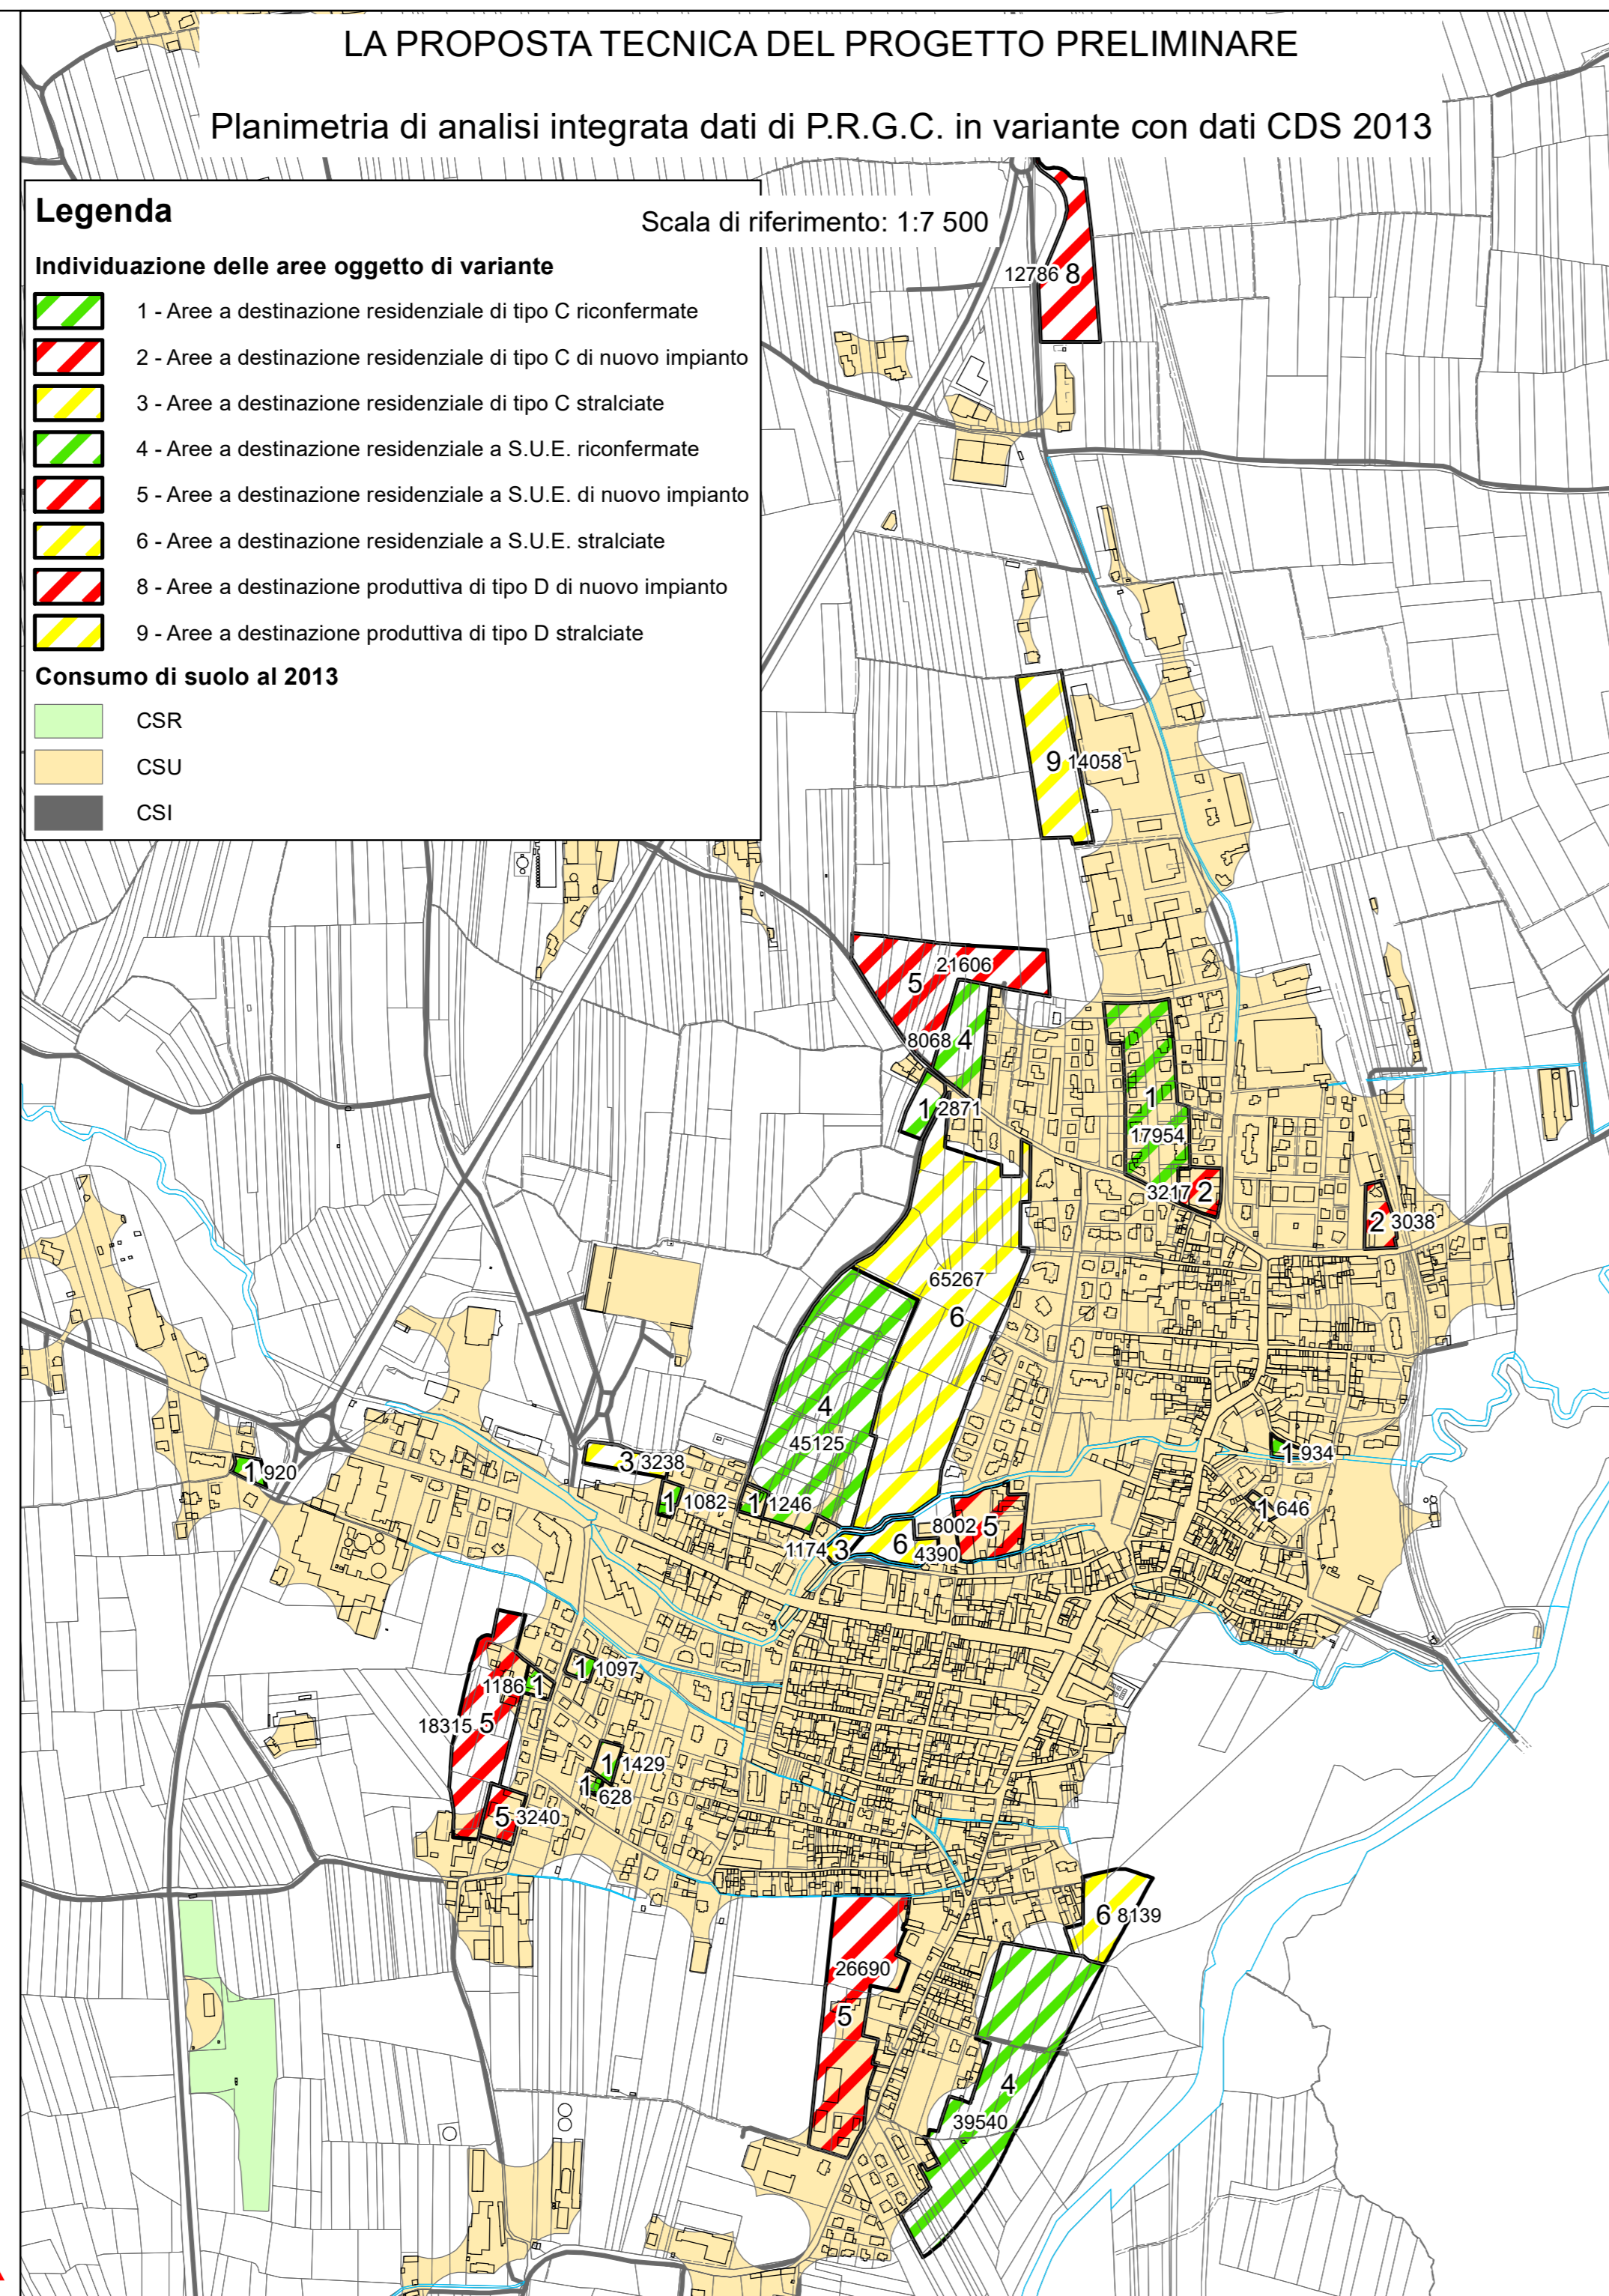 LA PROPOSTA TECNICA DEL PROGETTO PRELIMINARE
Planimetria di analisi integrata dati di P.R.G.C. in variante con dati CDS 2013
Legenda
Scala di riferimento: 1:7 500
Individuazione delle aree oggetto di variante
1 - Aree a destinazione residenziale di tipo C riconfermate
2 - Aree a destinazione residenziale di tipo C di nuovo impianto
3 - Aree a destinazione residenziale di tipo C stralciate
4 - Aree a destinazione residenziale a S.U.E. riconfermate
5 - Aree a destinazione residenziale a S.U.E. di nuovo impianto
6 - Aree a destinazione residenziale a S.U.E. stralciate
8 - Aree a destinazione produttiva di tipo D di nuovo impianto
9 - Aree a destinazione produttiva di tipo D stralciate
Consumo di suolo al 2013
CSR
CSU
CSI
12786 8
9 14058
5 21606
8068 4
1 2871
1
17954
3217 2
2 3038
65267
6
4
45125
3 3238
1 920
1 1082
1 1246
1 934
1 646
8002 5
1174 3
6 4390
1 1097
1186 1
18315 5
1 1429
1 628
5 3240
6 8139
26690
5
4
39540